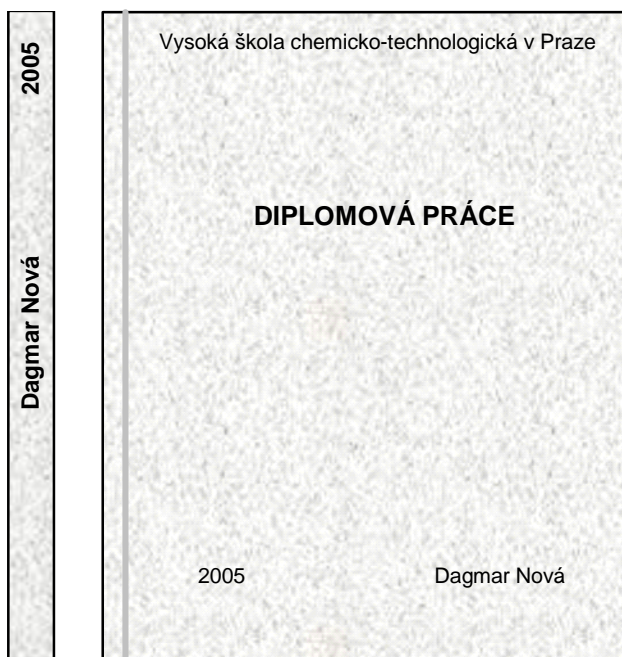 2005
Dagmar Nová
Vysoká škola chemicko-technologická v Praze
DIPLOMOVÁ PRÁCE
2005 Dagmar Nová